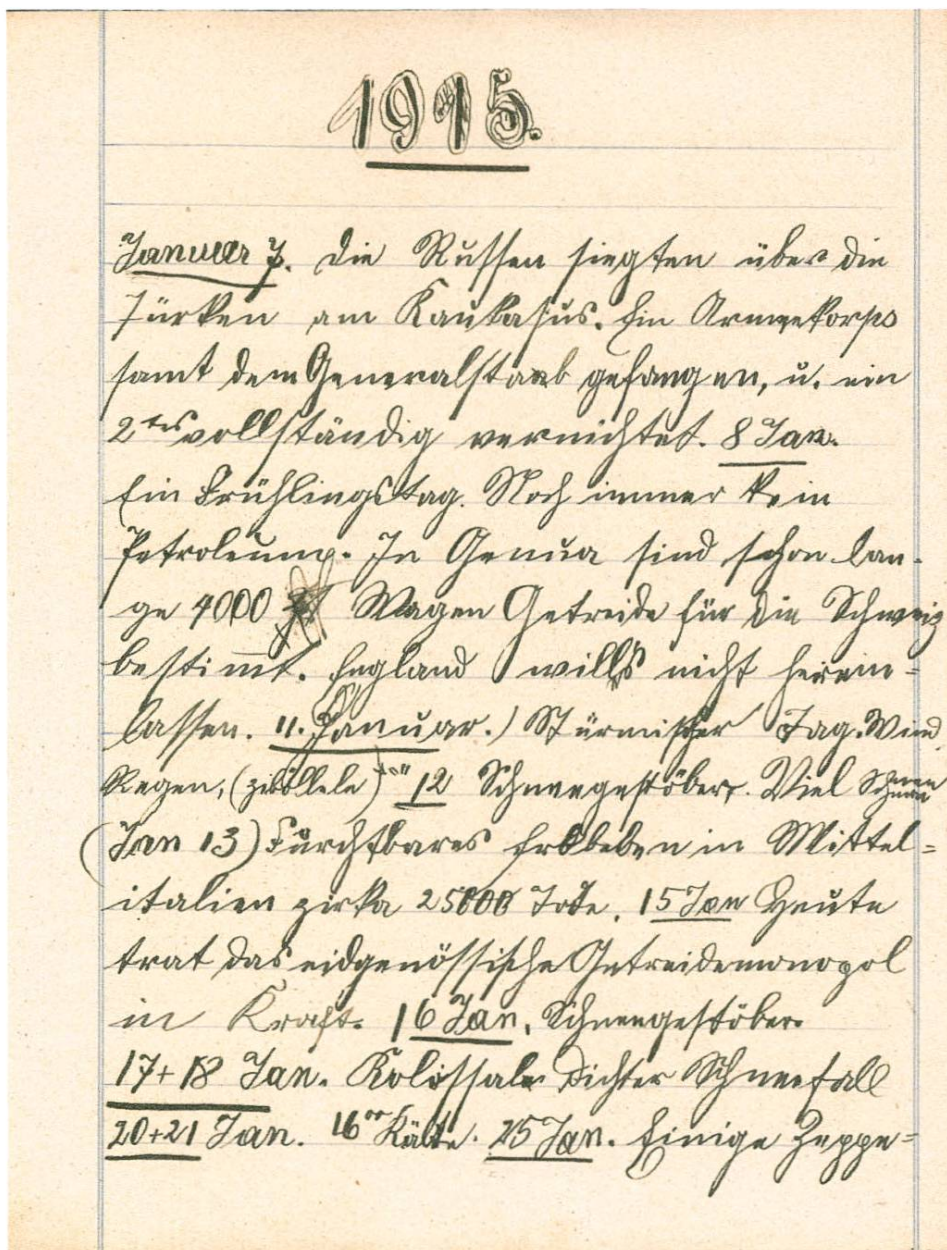 1915.
Januar 7. Die Russen siegten über die
Türken am Kaukasus. Ein Armeekorps
samt dem Generalstaab gefangen, u. ein
2tes vollständig vernichtet. 8 Jan.
Ein Frühlingstag. Noch immer kein
Petroleum. In Genua sind schon lan-
ge 4000 Wagen Getreide für die Schweiz
bestimt. England will's nicht herein=
lassen. 11. Januar.) Stürmischer Tag. Wind,
Regen, 12 Schneegestöber. Viel Schnee
(Jan 13) Furchtbares Erdbeben in Mittel=
italien zirka 25000 Tote. 15 Jan Heute
trat das eidgenössische Getreidemonopol
in Kraft. 16 Jan. Schneegestöber.
17+18 Jan. Kolossaler dichter Schneefall
20+21 Jan. 16° Kälte. 25 Jan. Einige Zeppe=